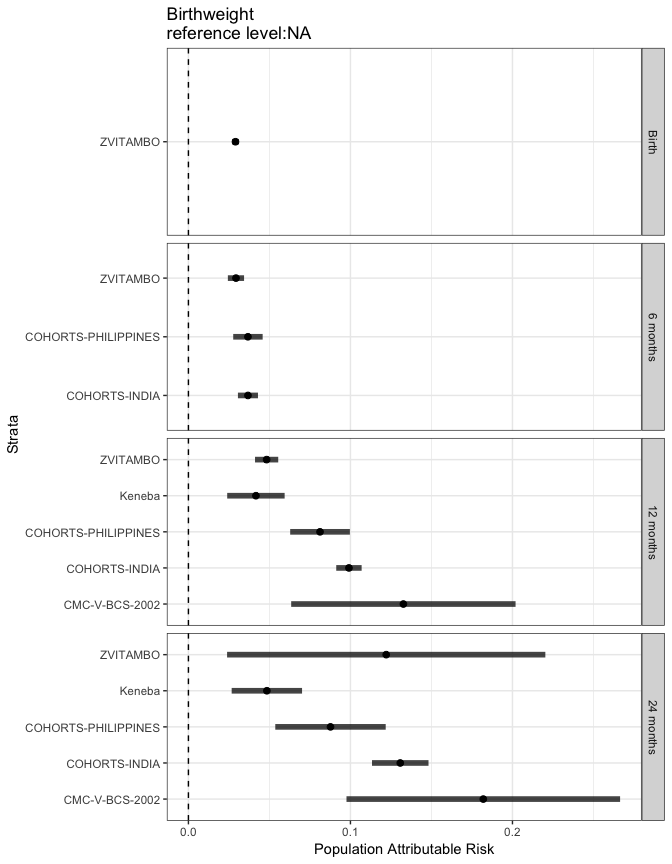 Birthweight
reference level:NA
Strata
ZVITAMBO
Birth
ZVITAMBO
COHORTS-PHILIPPINES
COHORTS-INDIA
6 months
ZVITAMBO
Keneba
COHORTS-PHILIPPINES
COHORTS-INDIA
CMC-V-BCS-2002
12 months
ZVITAMBO
Keneba
COHORTS-PHILIPPINES
COHORTS-INDIA
CMC-V-BCS-2002
24 months
0.0 0.1 0.2
Population Attributable Risk